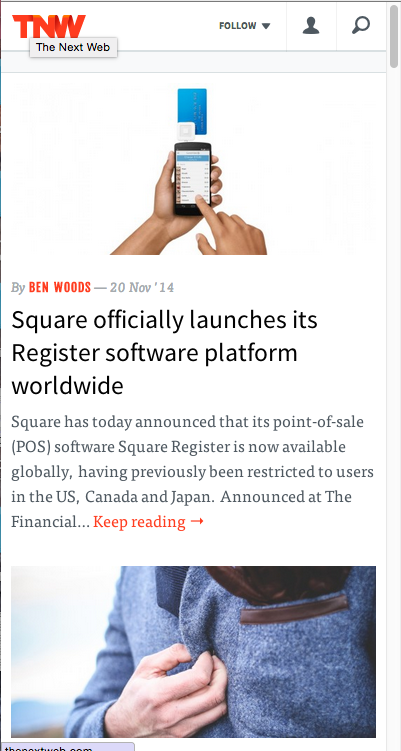 TNW
FOLLOW
The Next Web
By BEN WOODS — 20 Nov '14
Square officially launches its
Register software platform
worldwide
Square has today announced that its point-of-sale
(POS) software Square Register is now available
globally, having previously been restricted to users
in the US, Canada and Japan. Announced at The
Financial... Keep reading →
thenextweb.com